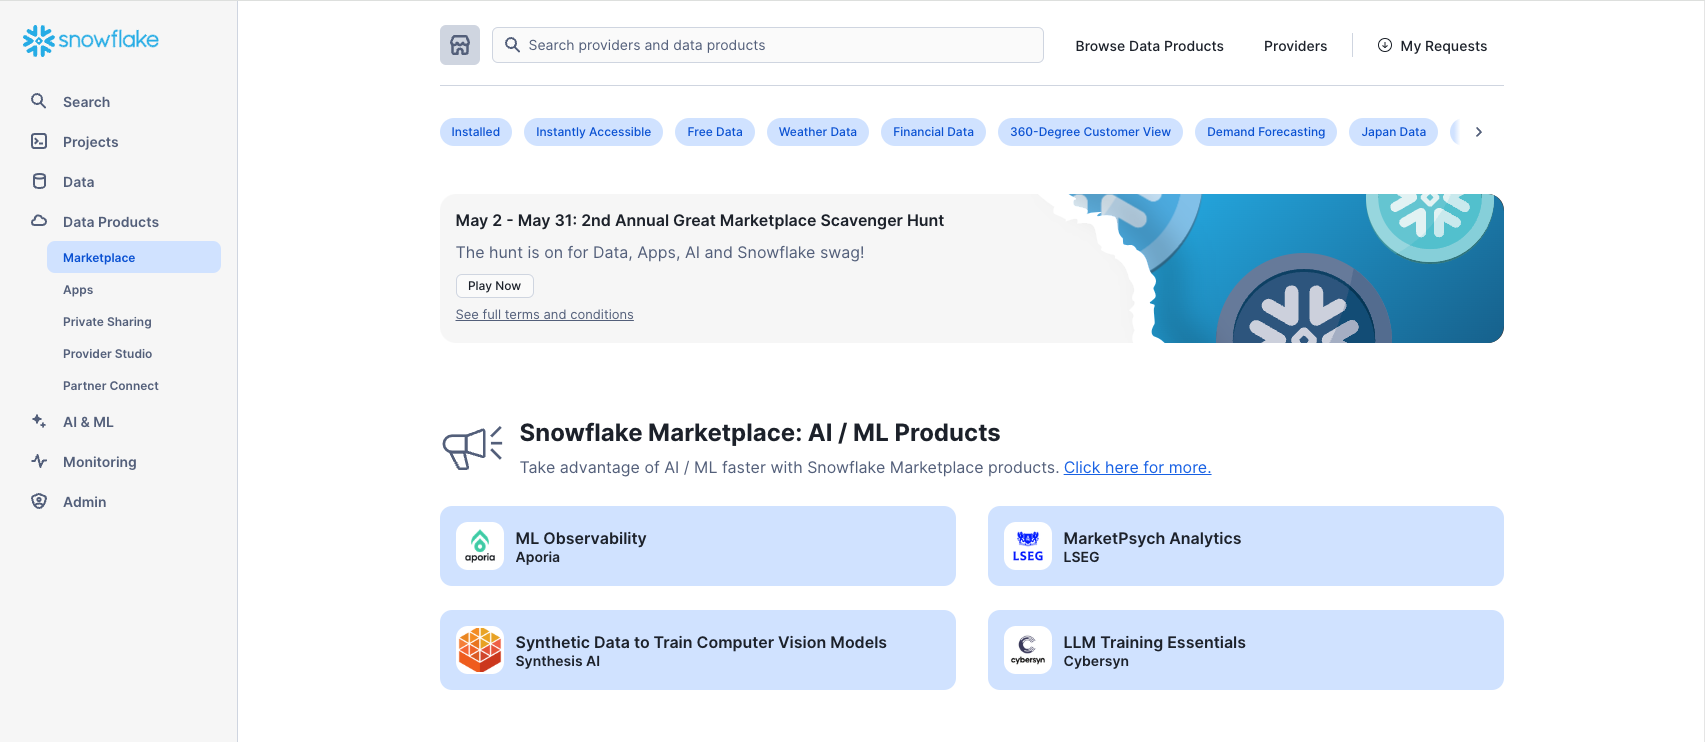 snowflake
Search
Projects
Data
Data Products
Marketplace
Apps
Private Sharing
Provider Studio
Partner Connect
AI & ML
Monitoring
Admin
Search providers and data products
Browse Data Products
Providers
My Requests
Installed
Instantly Accessible
Free Data
Weather Data
Financial Data
360-Degree Customer View
Demand Forecasting
Japan Data
May 2 - May 31: 2nd Annual Great Marketplace Scavenger Hunt
The hunt is on for Data, Apps, AI and Snowflake swag!
Play Now
See full terms and conditions
Snowflake Marketplace: AI / ML Products
Take advantage of AI / ML faster with Snowflake Marketplace products. Click here for more.
aporia
ML Observability
Aporia
LSEG
MarketPsych Analytics
LSEG
Synthetic Data to Train Computer Vision Models
Synthesis AI
cybersyn
LLM Training Essentials
Cybersyn